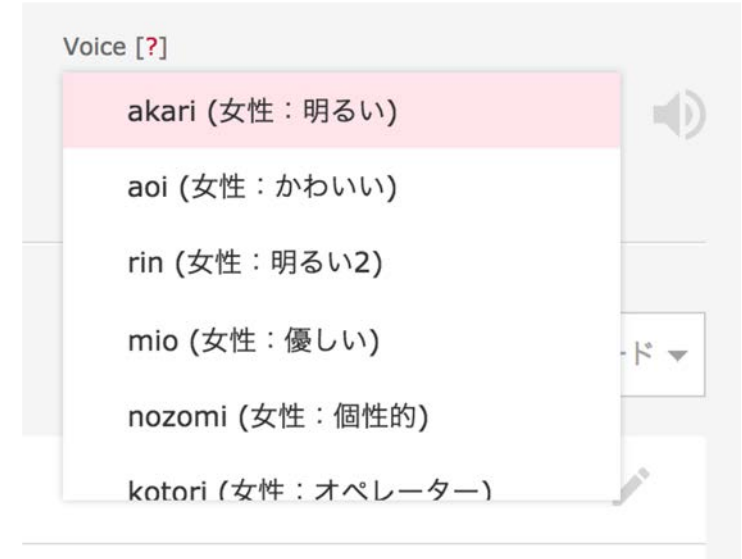 Voice [?]
akari (女性：明るい)
aoi (女性：かわいい)
rin (女性：明るい2)
mio (女性：優しい)
ード
nozomi (女性：個性的)
kotori (女性：オペレーター)